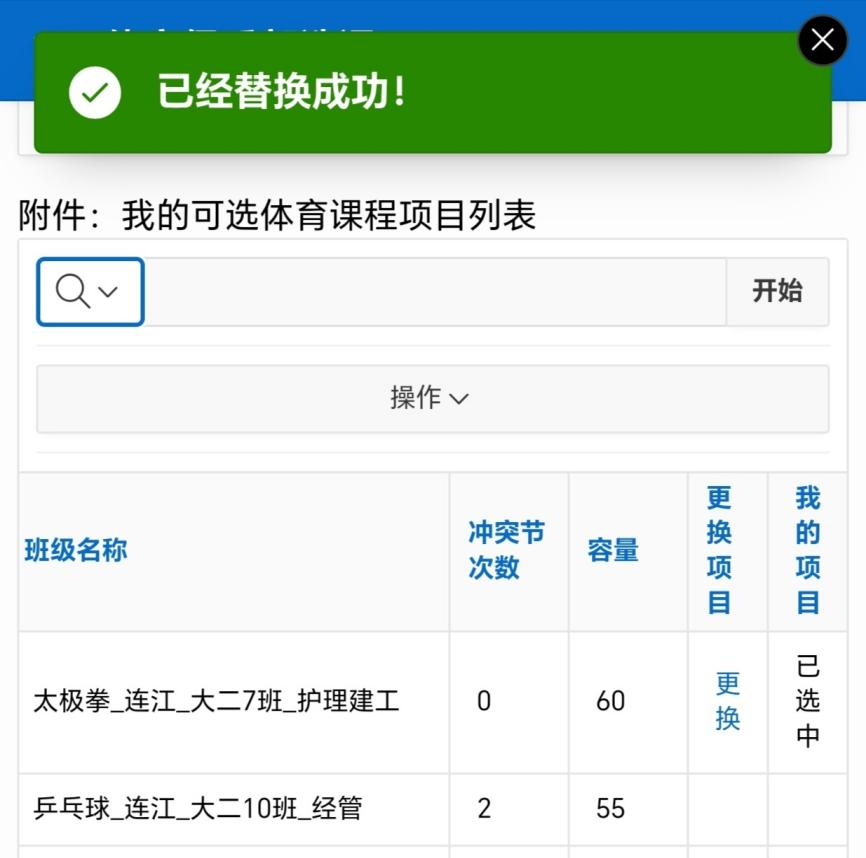 已经替换成功!
附件：我的可选体育课程项目列表
开始
操作
班级名称
冲突节
次数
容量
更
换
项
目
我
的
项
目
太极拳_连江_大二7班_护理建工
0
60
更
换
已
选
中
乒乓球_连江_大二10班_经管
2
55